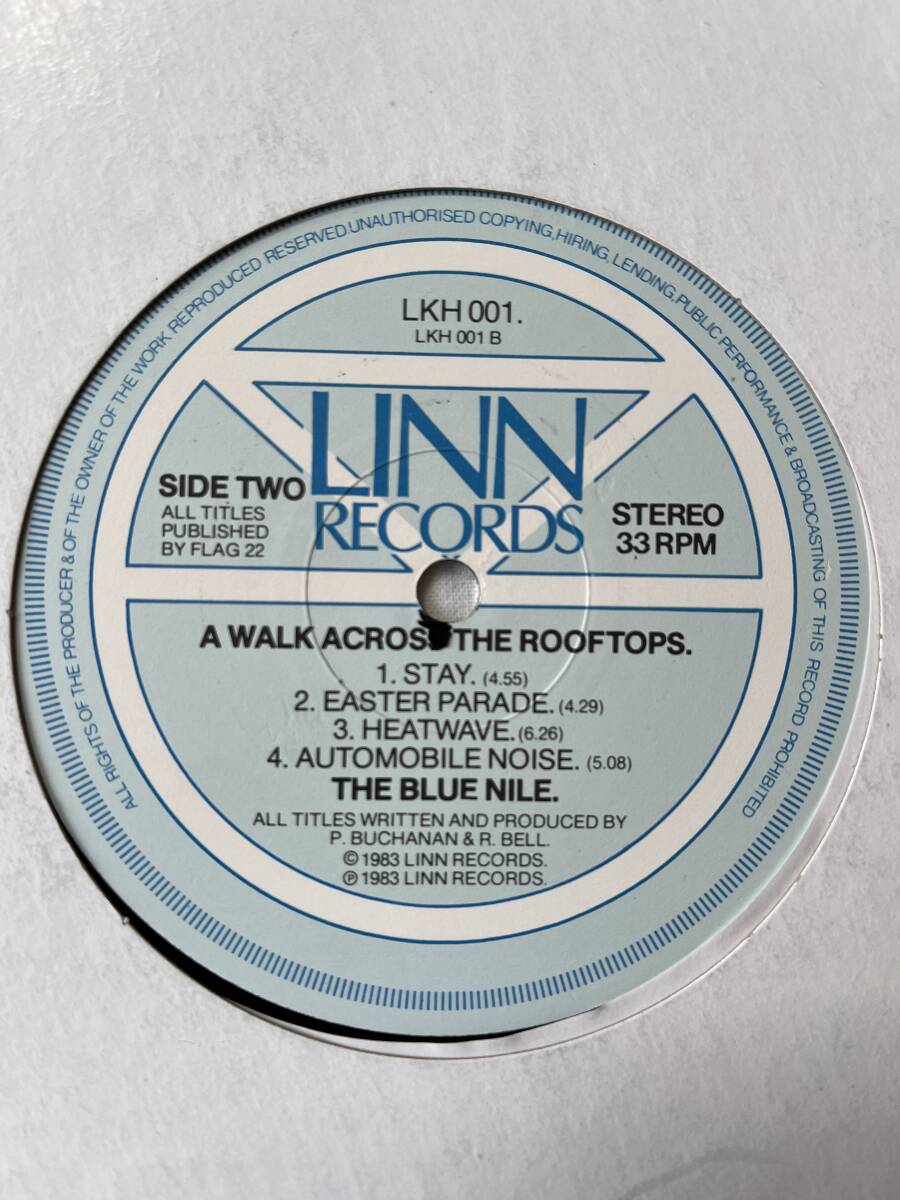 ALL RIGHTS OF THE PRODUCER & OF THE OWNER OF THE WORK REPRODUCED RESERVED.UNAUTHORISED COPYING,HIRING, LENDING,PUBLIC PERFORMANCE & BROADCASTING OF THIS RECORD PROHIBITED
LKH 001.
LKH 001 B
LINN
RECORDS
SIDE TWO
ALL TITLES
PUBLISHED
BY FLAG 22
STEREO
33 RPM
A WALK ACROSS THE ROOFTOPS.
1. STAY. (4.55)
2. EASTER PARADE. (4.29)
3. HEATWAVE. (6.26)
4. AUTOMOBILE NOISE. (5.08)
THE BLUE NILE.
ALL TITLES WRITTEN AND PRODUCED BY
P. BUCHANAN & R. BELL.
© 1983 LINN RECORDS.
℗ 1983 LINN RECORDS.